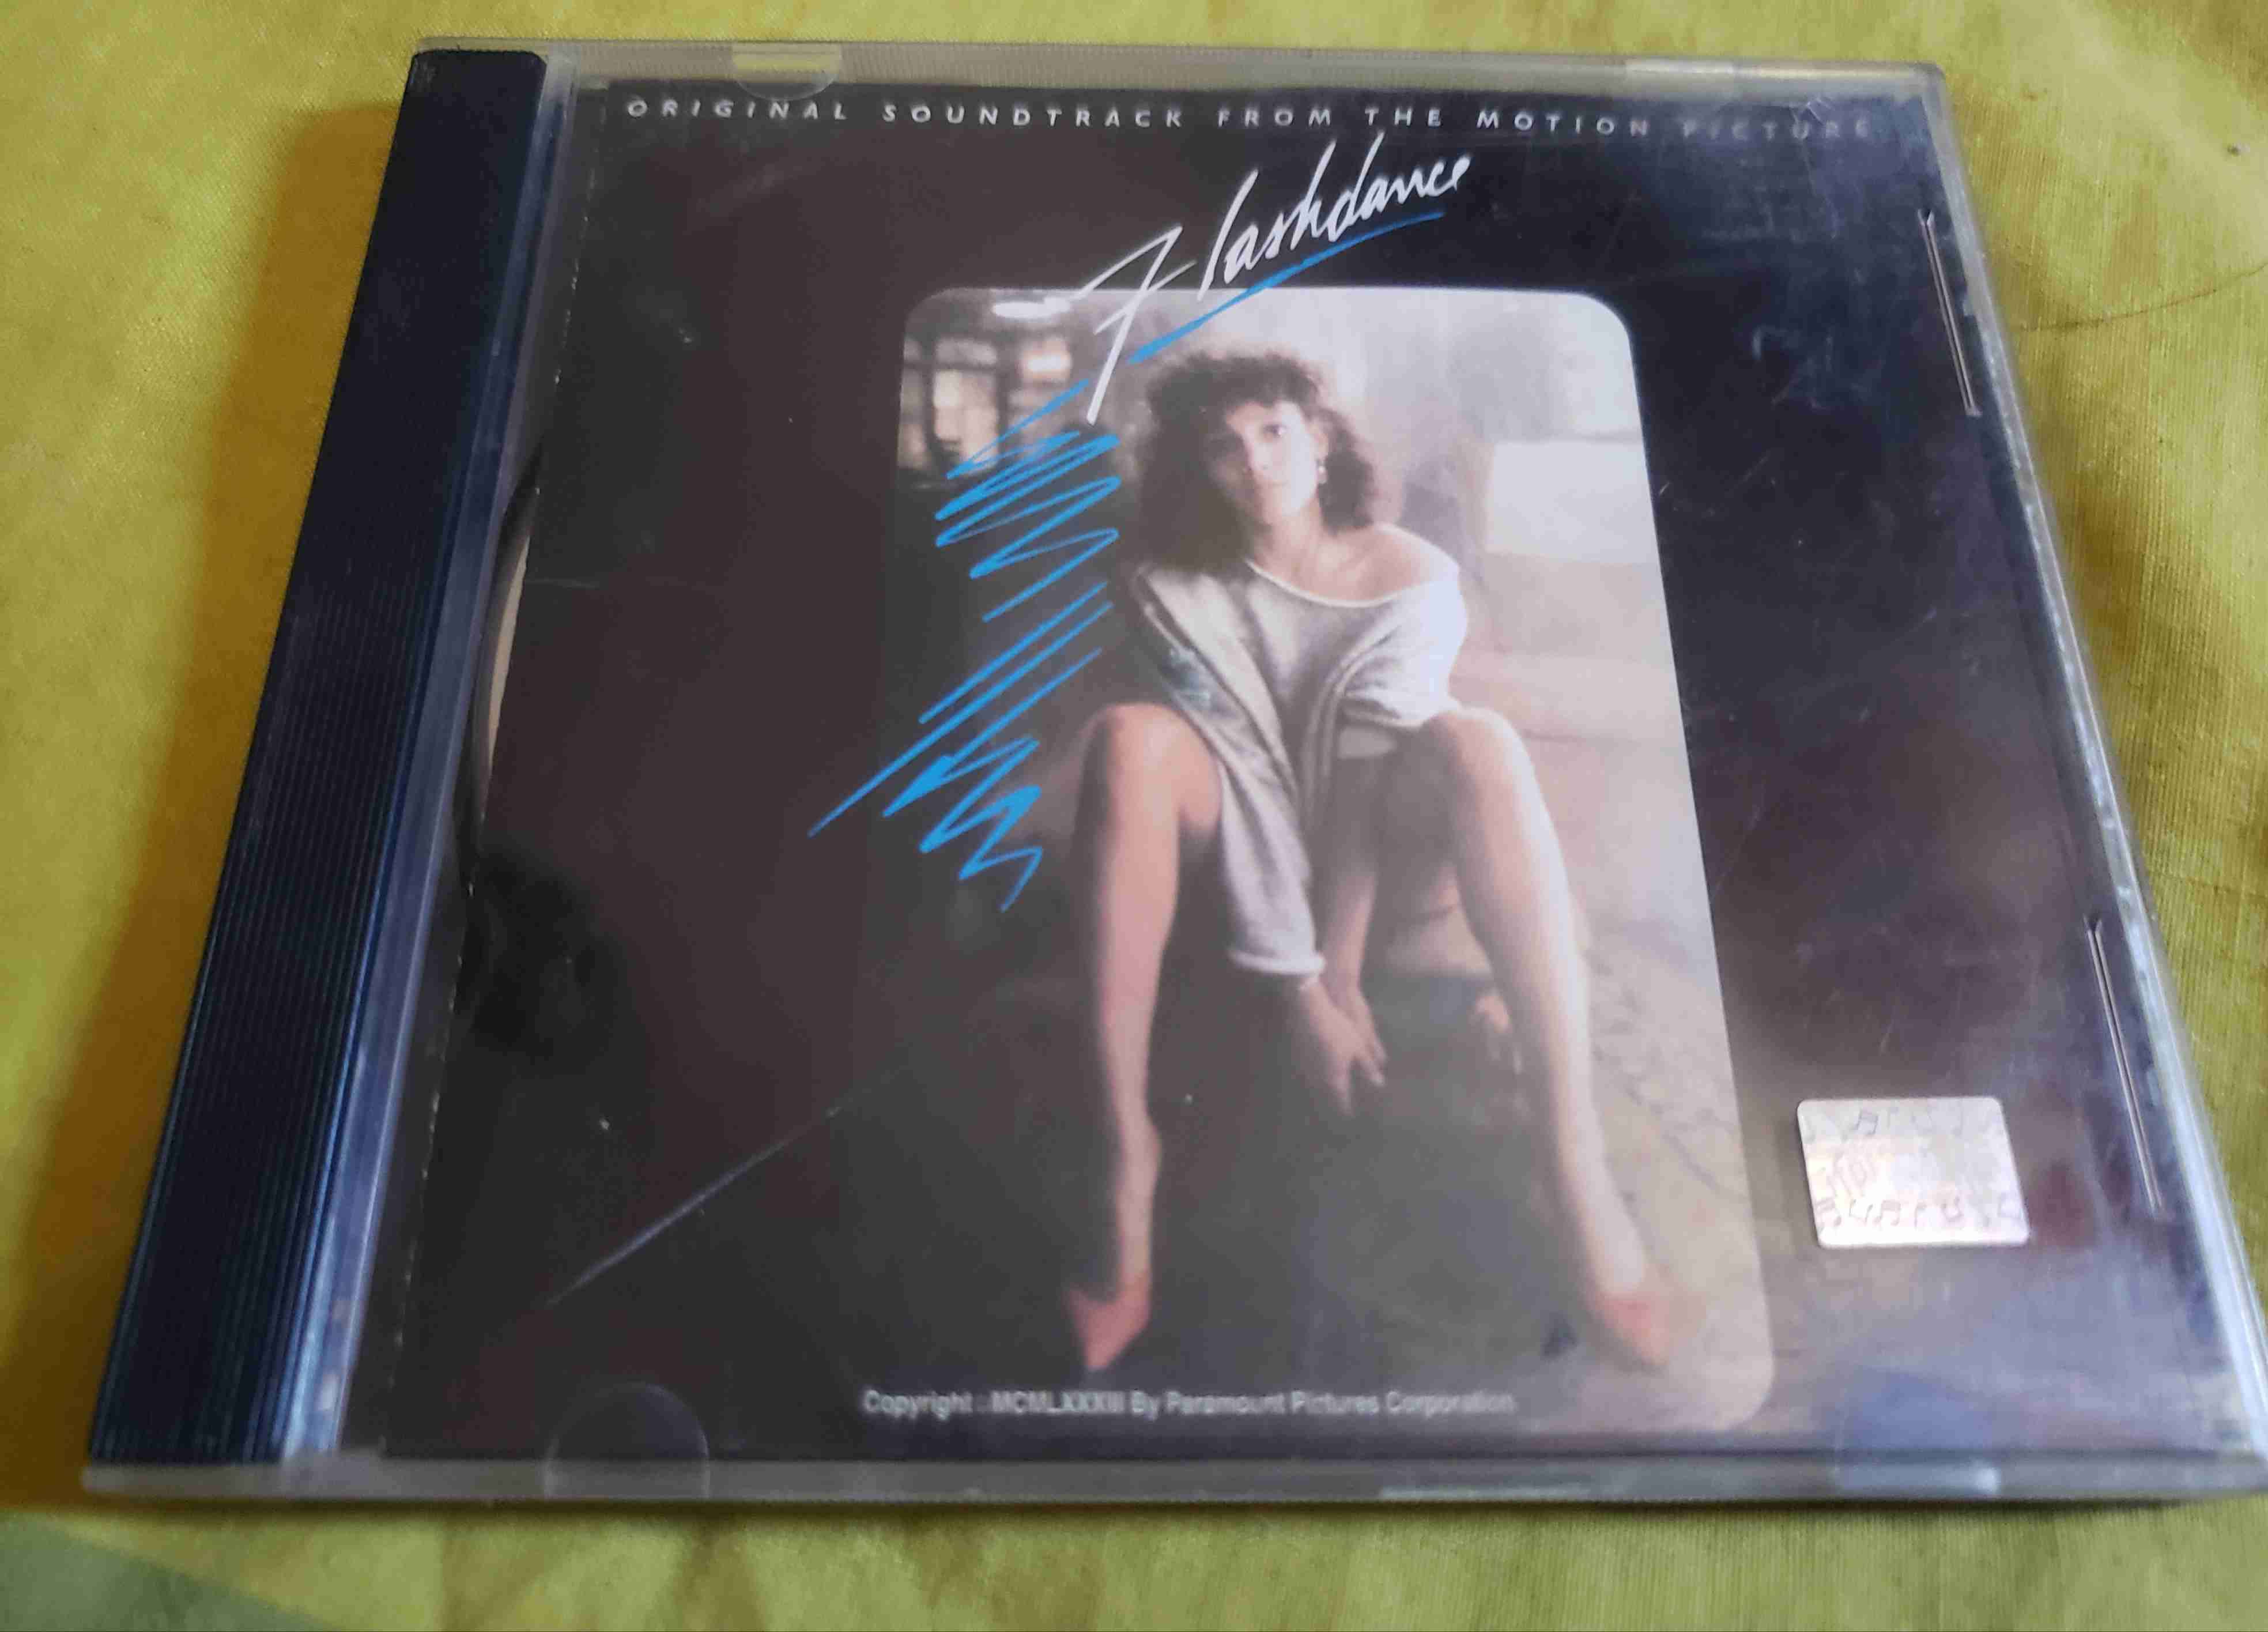 ORIGINAL SOUNDTRACK FROM THE MOTION PICTURE
Flashdance
Copyright © MCMLXXXIII By Paramount Pictures Corporation